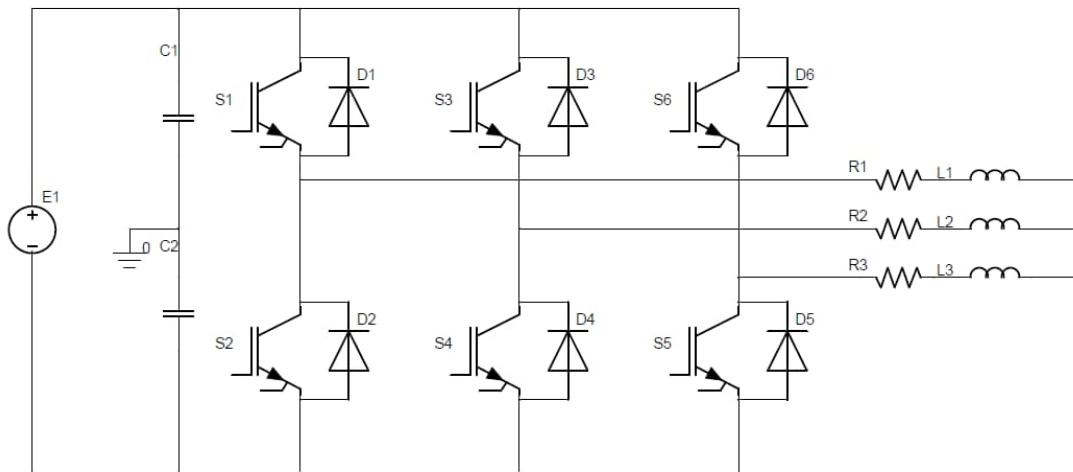 C1
D1
D3
D6
S1
S3
S6
R1
L1
E1
+
−
R2
L2
0
C2
R3
L3
D2
D4
D5
S2
S4
S5